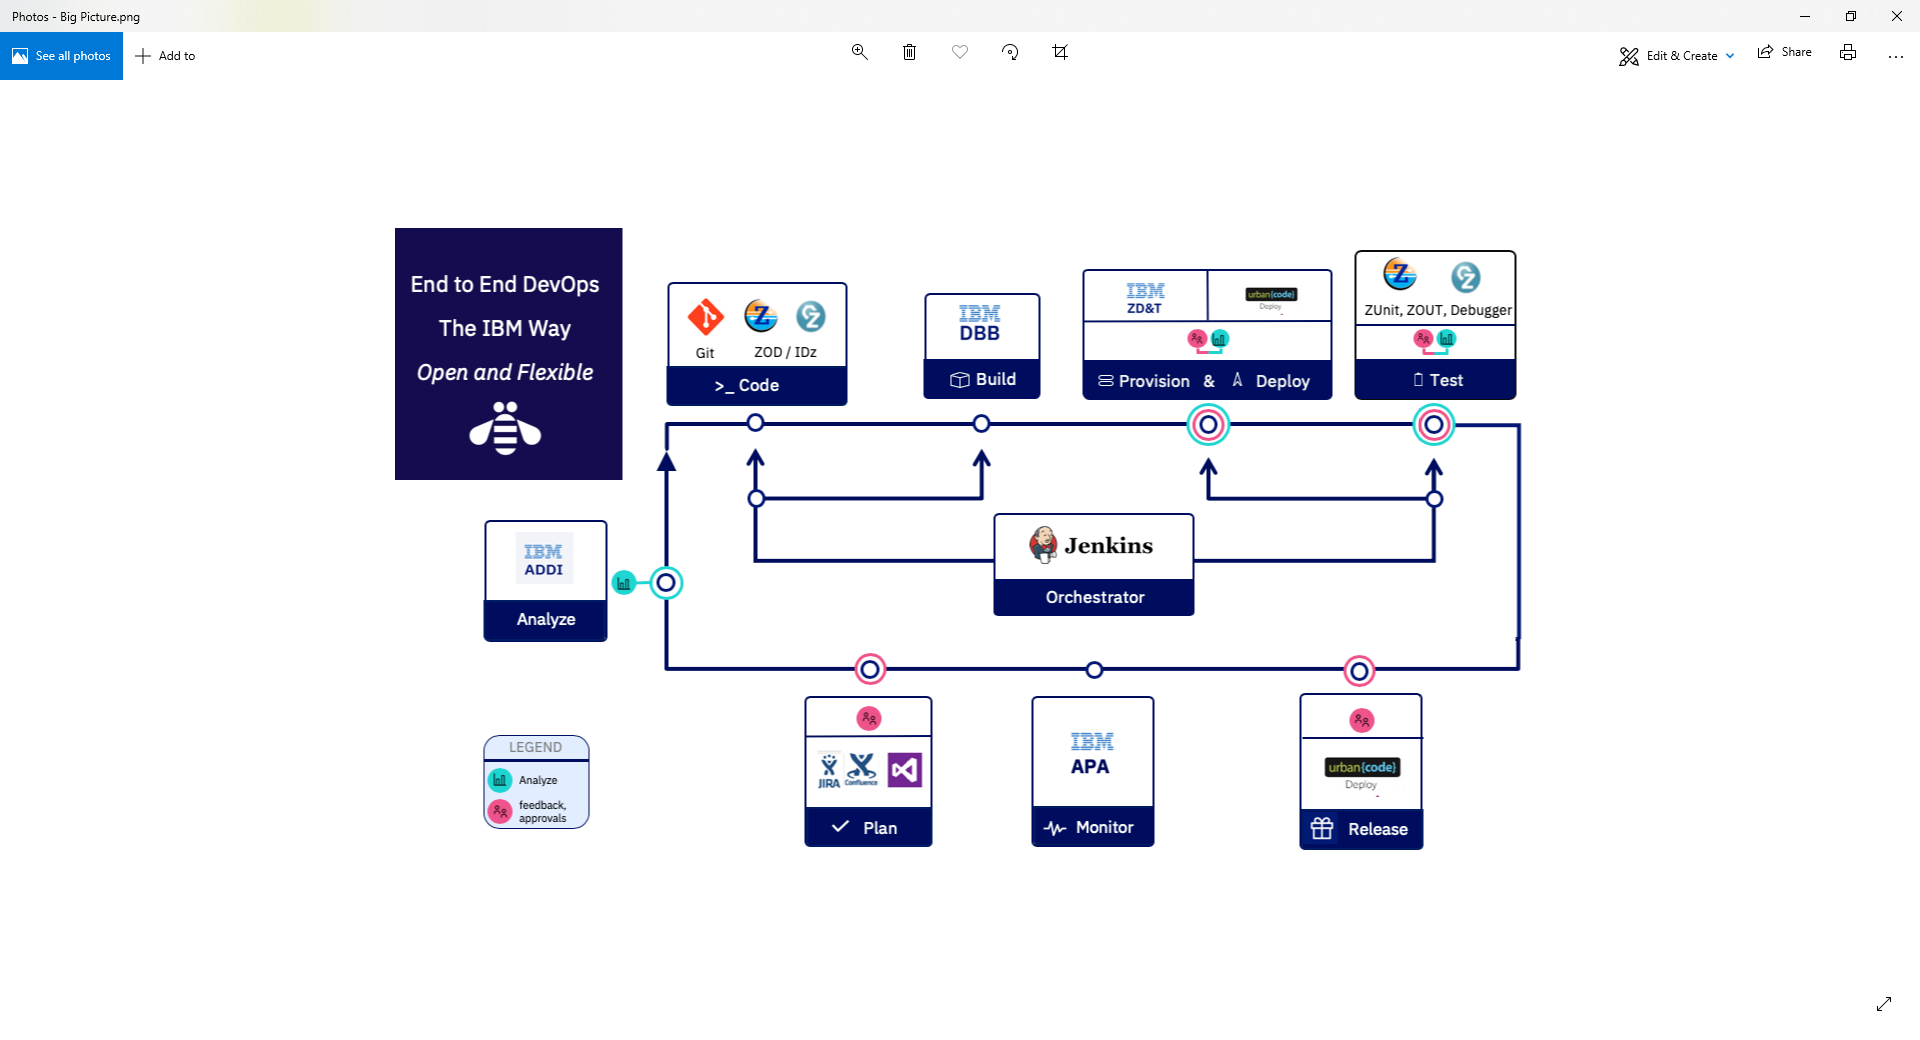 Photos - Big Picture.png
See all photos
Add to
Edit & Create
Share
End to End DevOps
The IBM Way
Open and Flexible
Git
ZOD / IDz
>_ Code
IBM
DBB
Build
IBM
ZD&T
urban{code}
Deploy
Provision & Deploy
ZUnit, ZOUT, Debugger
Test
IBM
ADDI
Analyze
Jenkins
Orchestrator
LEGEND
Analyze
feedback,
approvals
JIRA
Confluence
Plan
IBM
APA
Monitor
urban{code}
Deploy
Release